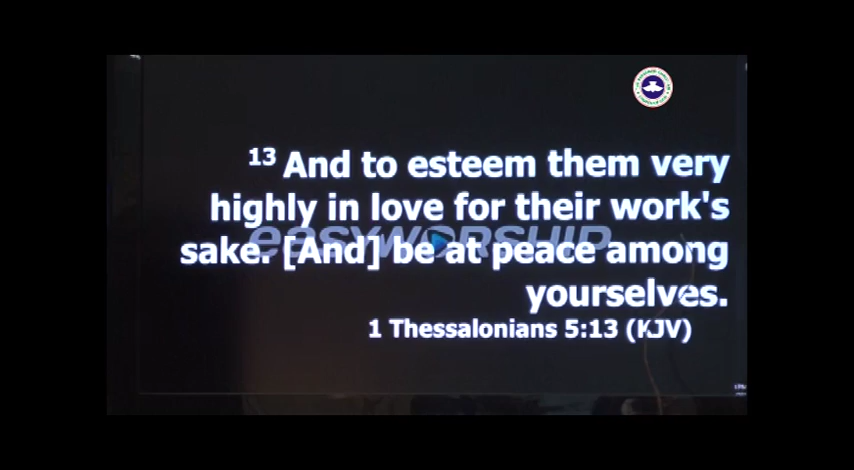 13 And to esteem them very
highly in love for their work's
easyworship
sake. [And] be at peace among
yourselves.
1 Thessalonians 5:13 (KJV)